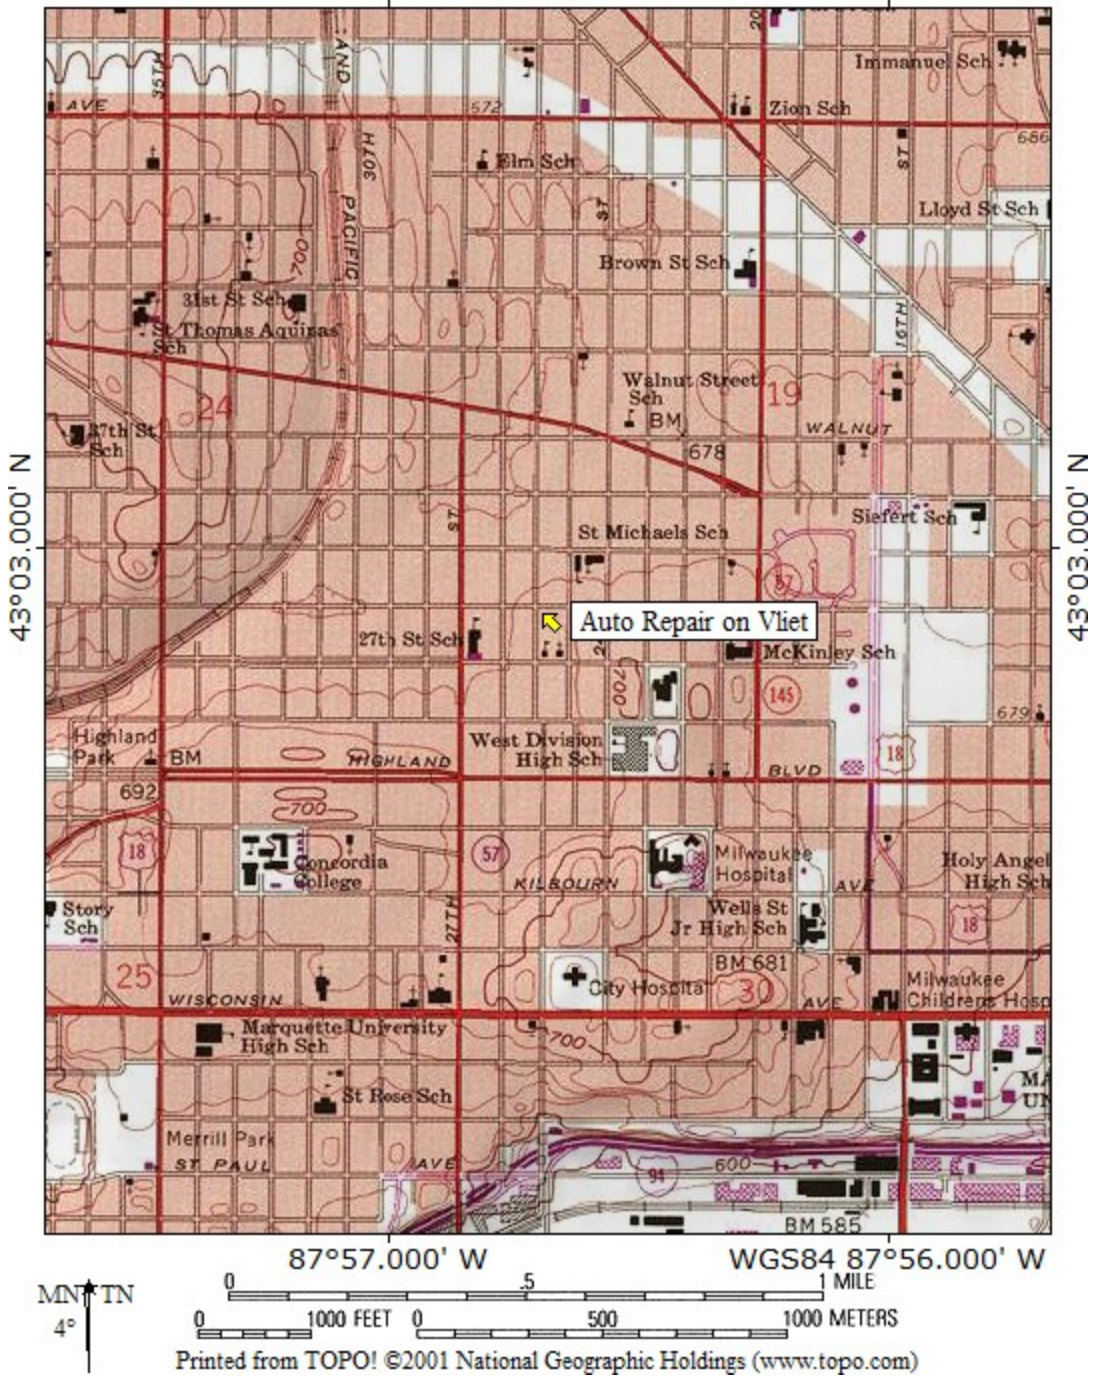 20
Immanuel Sch
35TH
AND
AVE
672
Zion Sch
686
30TH
Elm Sch
ST
ST
PACIFIC
Lloyd St Sch
700
Brown St Sch
31st St Sch
St Thomas Aquinas
Sch
16TH
Walnut Street
Sch
BM
19
24
37th St
Sch
WALNUT
678
43°03.000' N
43°03.000' N
ST
St Michaels Sch
Siefert Sch
57
Auto Repair on Vliet
27th St Sch
McKinley Sch
700
145
679
Highland
Park
BM
HIGHLAND
West Division
High Sch
BLVD
18
692
700
18
57
Concordia
College
KILBOURN
Milwaukee
Hospital
AVE
Holy Angel
High Sch
Story
Sch
27TH
Wells St
Jr High Sch
18
25
BM 681
WISCONSIN
City Hospital
30
AVE
Milwaukee
Childrens Hosp
Marquette University
High Sch
700
St Rose Sch
MA
UN
Merrill Park
ST PAUL
AVE
94
600
BM 585
87°57.000' W
WGS84 87°56.000' W
MN TN
4°
0 .5 1 MILE
0 1000 FEET 0 500 1000 METERS
Printed from TOPO! ©2001 National Geographic Holdings (www.topo.com)